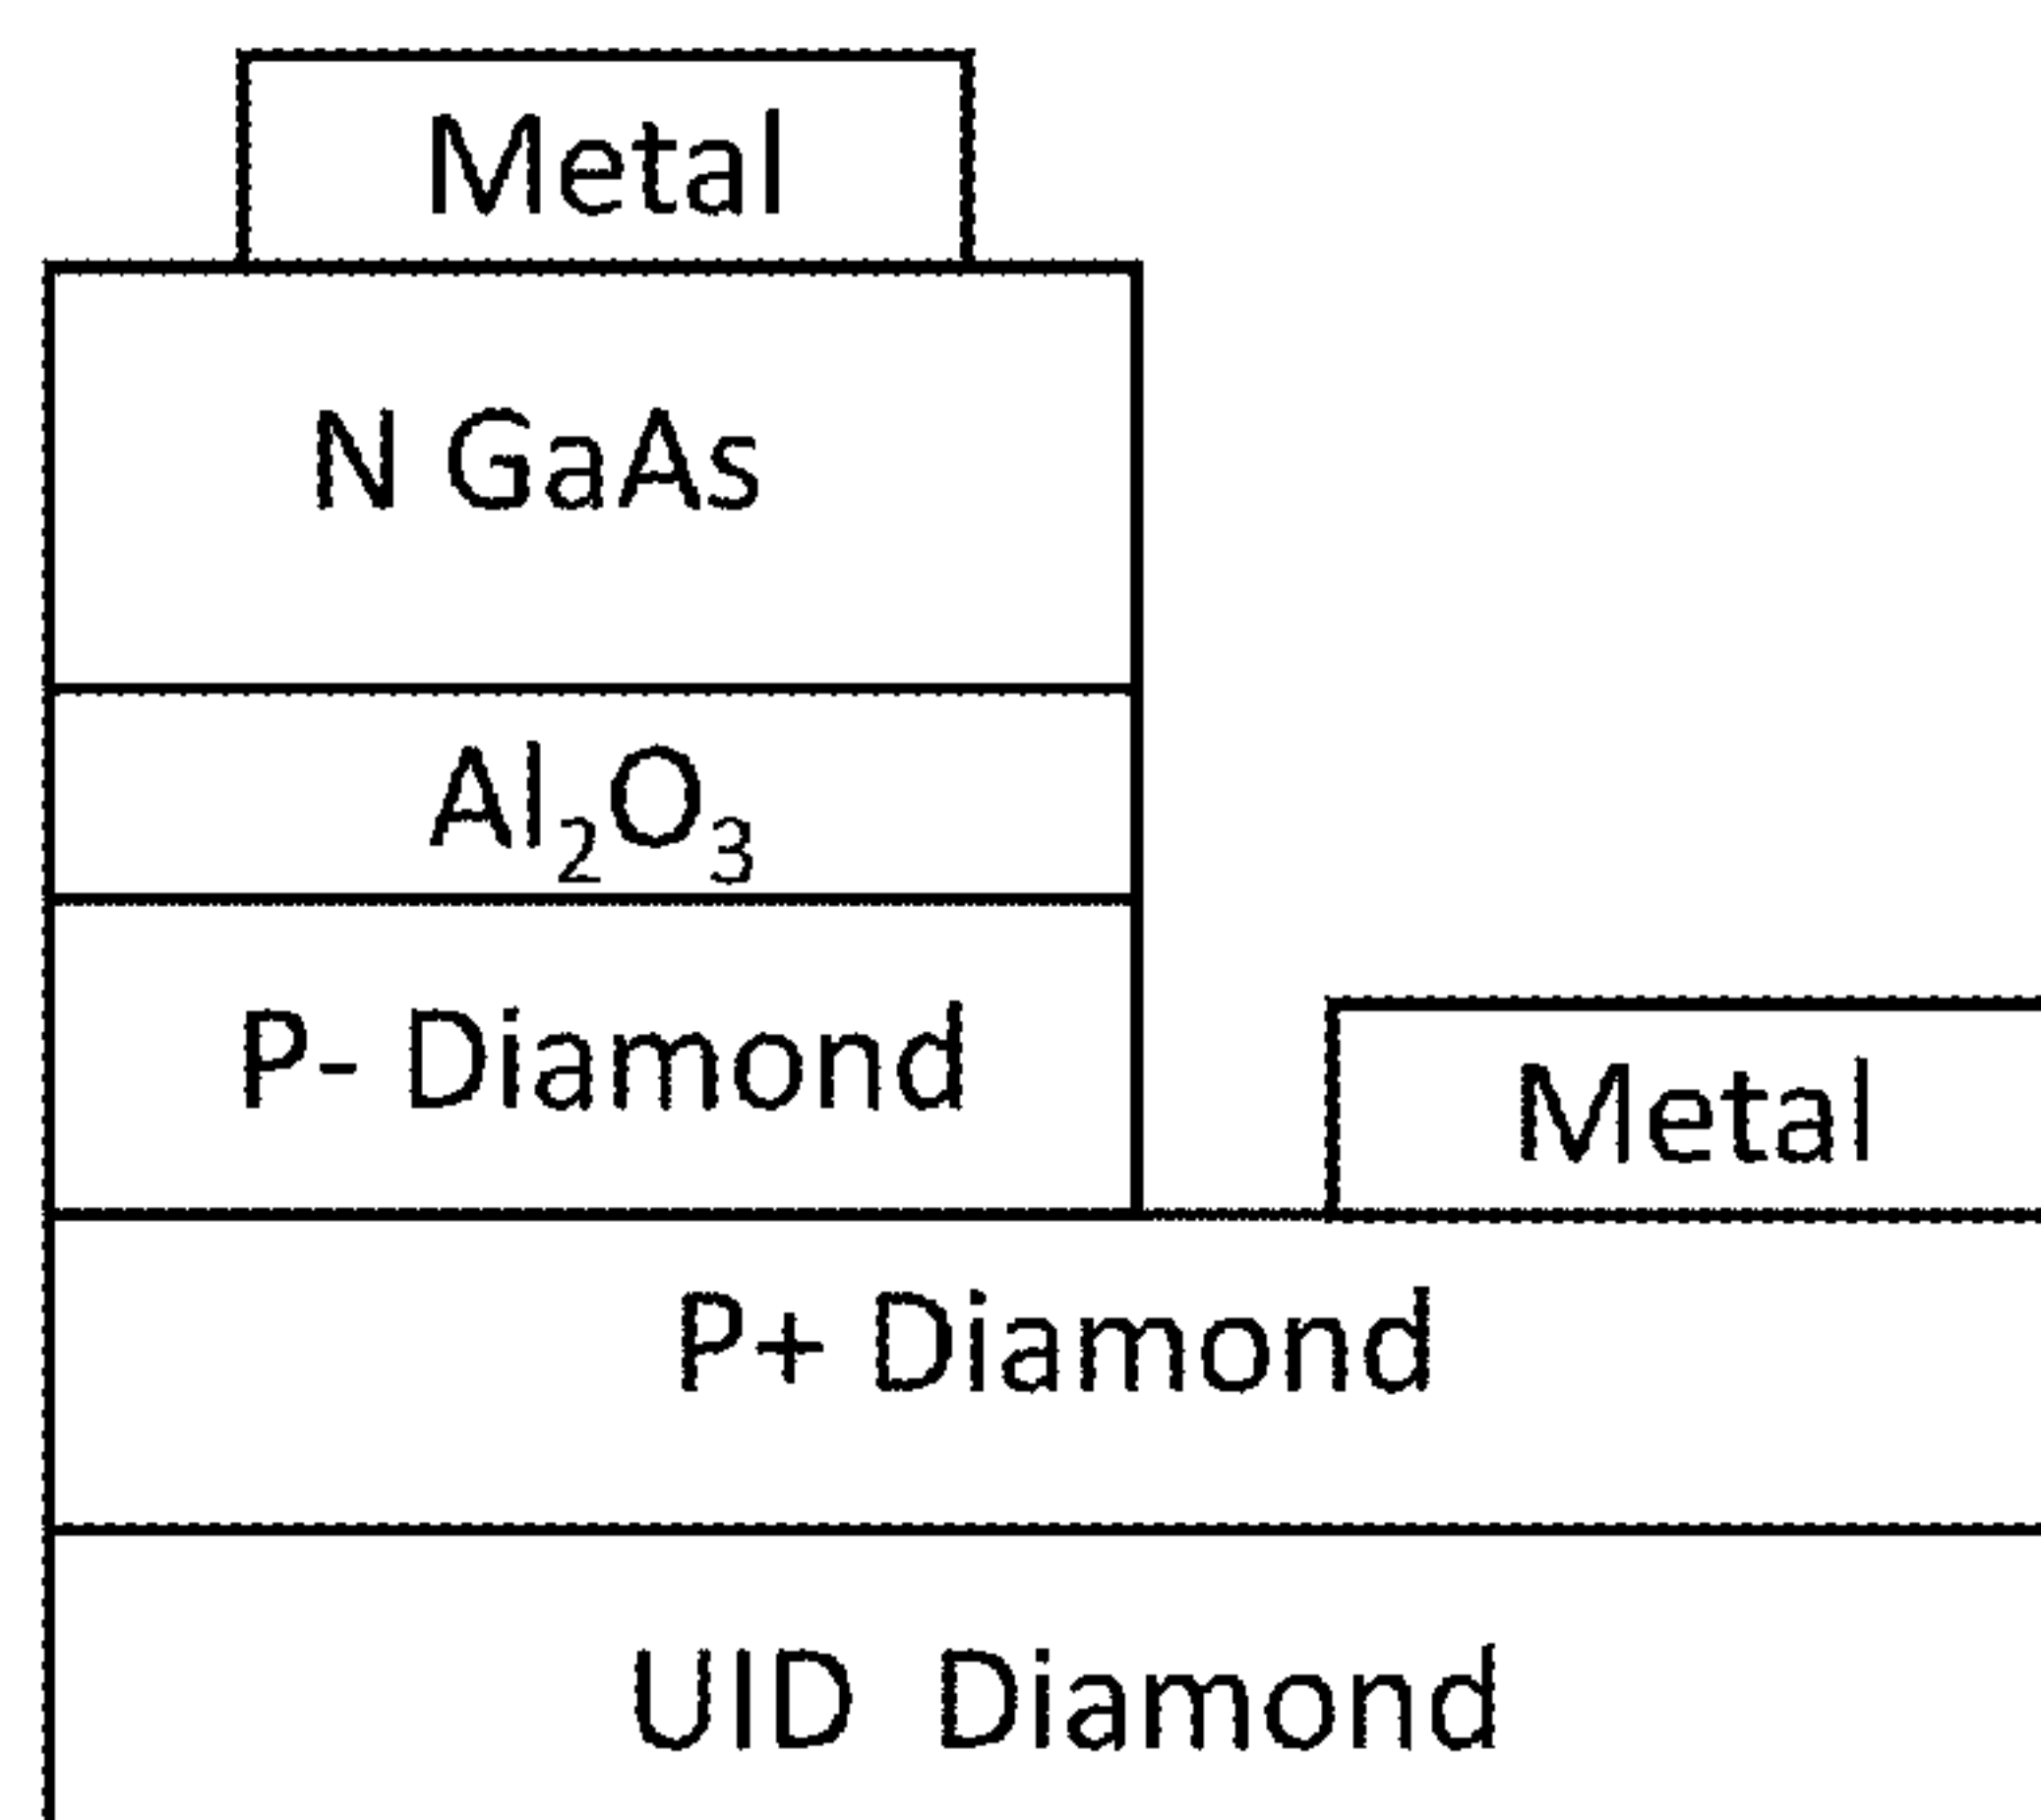 Metal
N GaAs
Al₂O₃
P- Diamond
Metal
P+ Diamond
UID Diamond